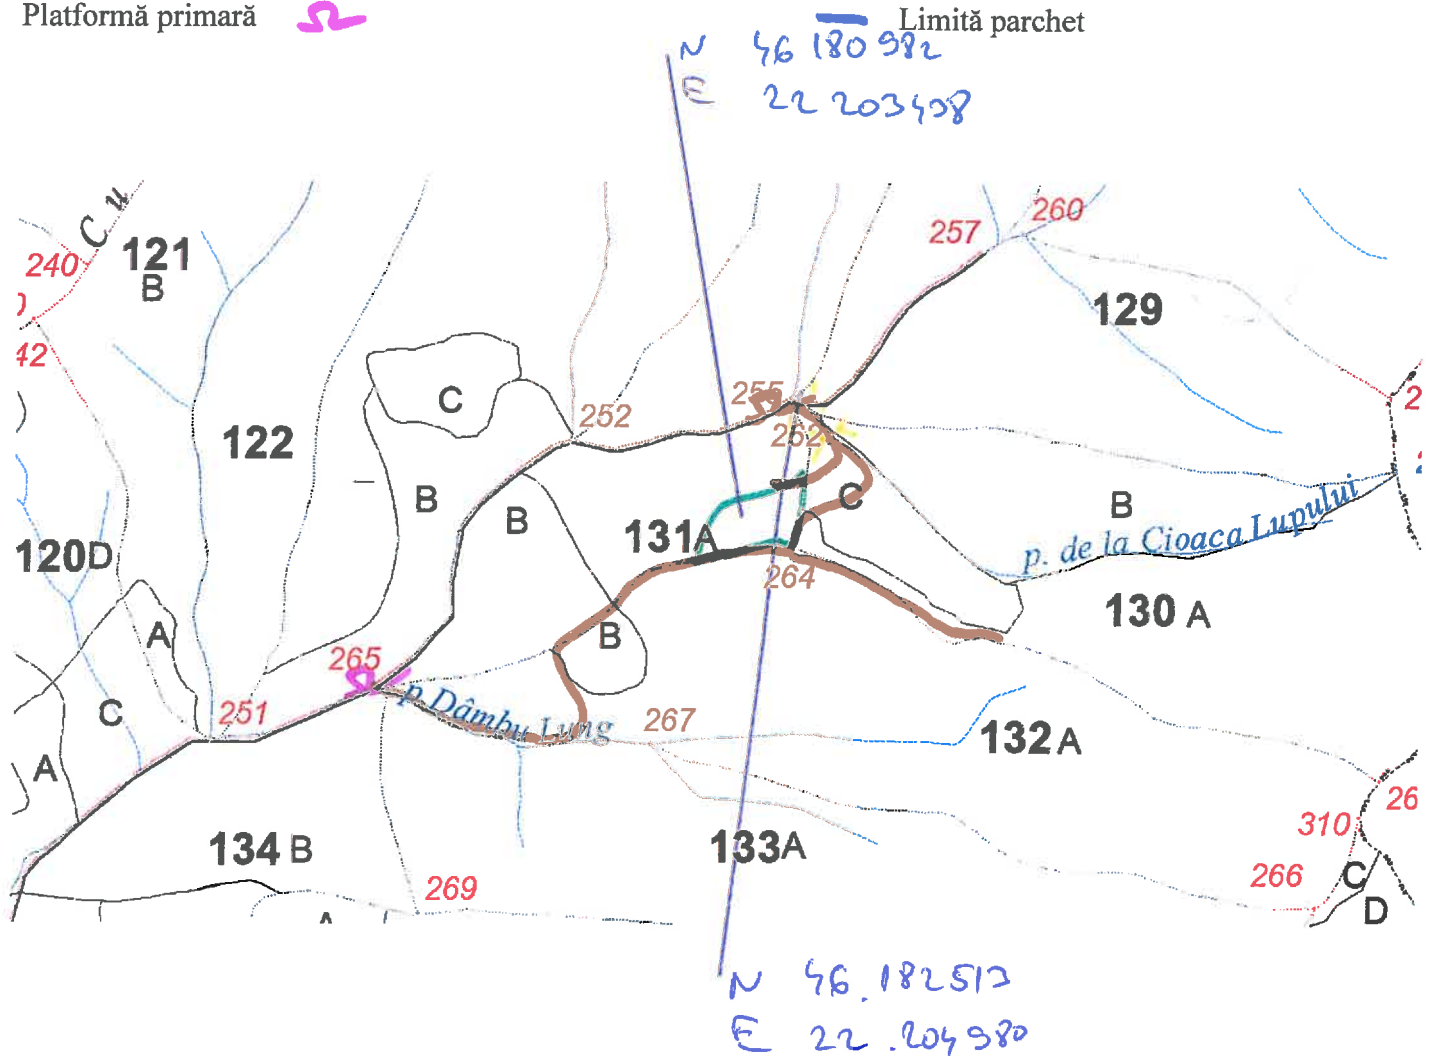 Platformă primară
Limită parchet
N 46 180 982
E 22 203498
C u
240
121
B
257
260
129
42
C
255
252
262
122
B
B
131A
C
B
p. de la Cioaca Lupului
120D
264
130 A
A
B
265
p Dâmbu Lung
C
251
267
132 A
A
26
310
134 B
133A
269
266
C
D
A
N 46.182513
E 22.204980